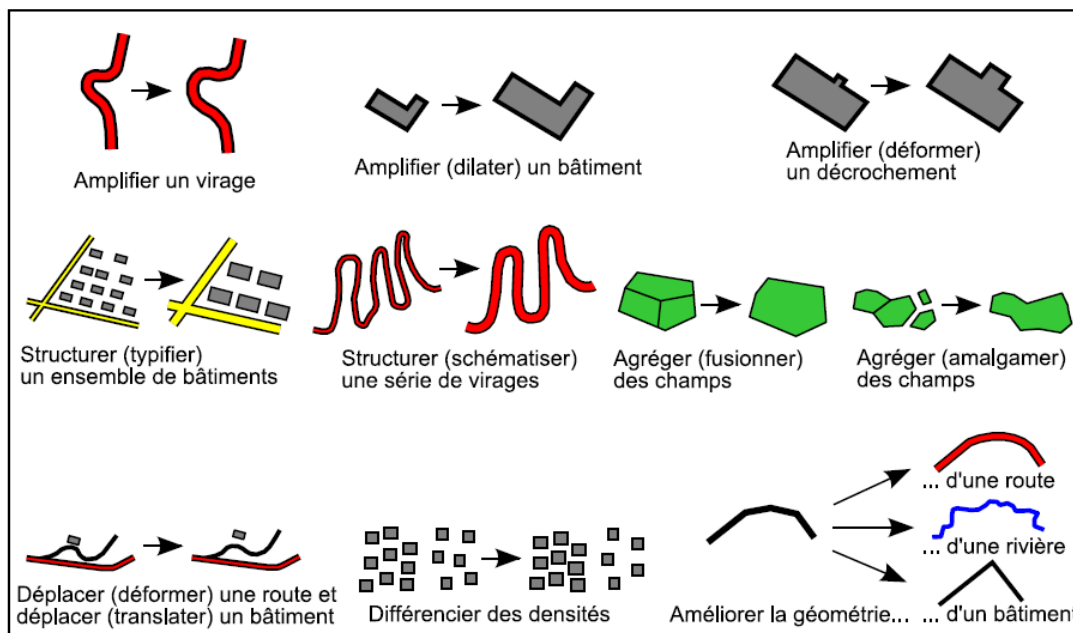 Amplifier un virage
Amplifier (dilater) un bâtiment
Amplifier (déformer)
un décrochement
Structurer (typifier)
un ensemble de bâtiments
Structurer (schématiser)
une série de virages
Agréger (fusionner)
des champs
Agréger (amalgamer)
des champs
Déplacer (déformer) une route et
déplacer (translater) un bâtiment
Différencier des densités
Améliorer la géométrie...
... d'une route
... d'une rivière
... d'un bâtiment